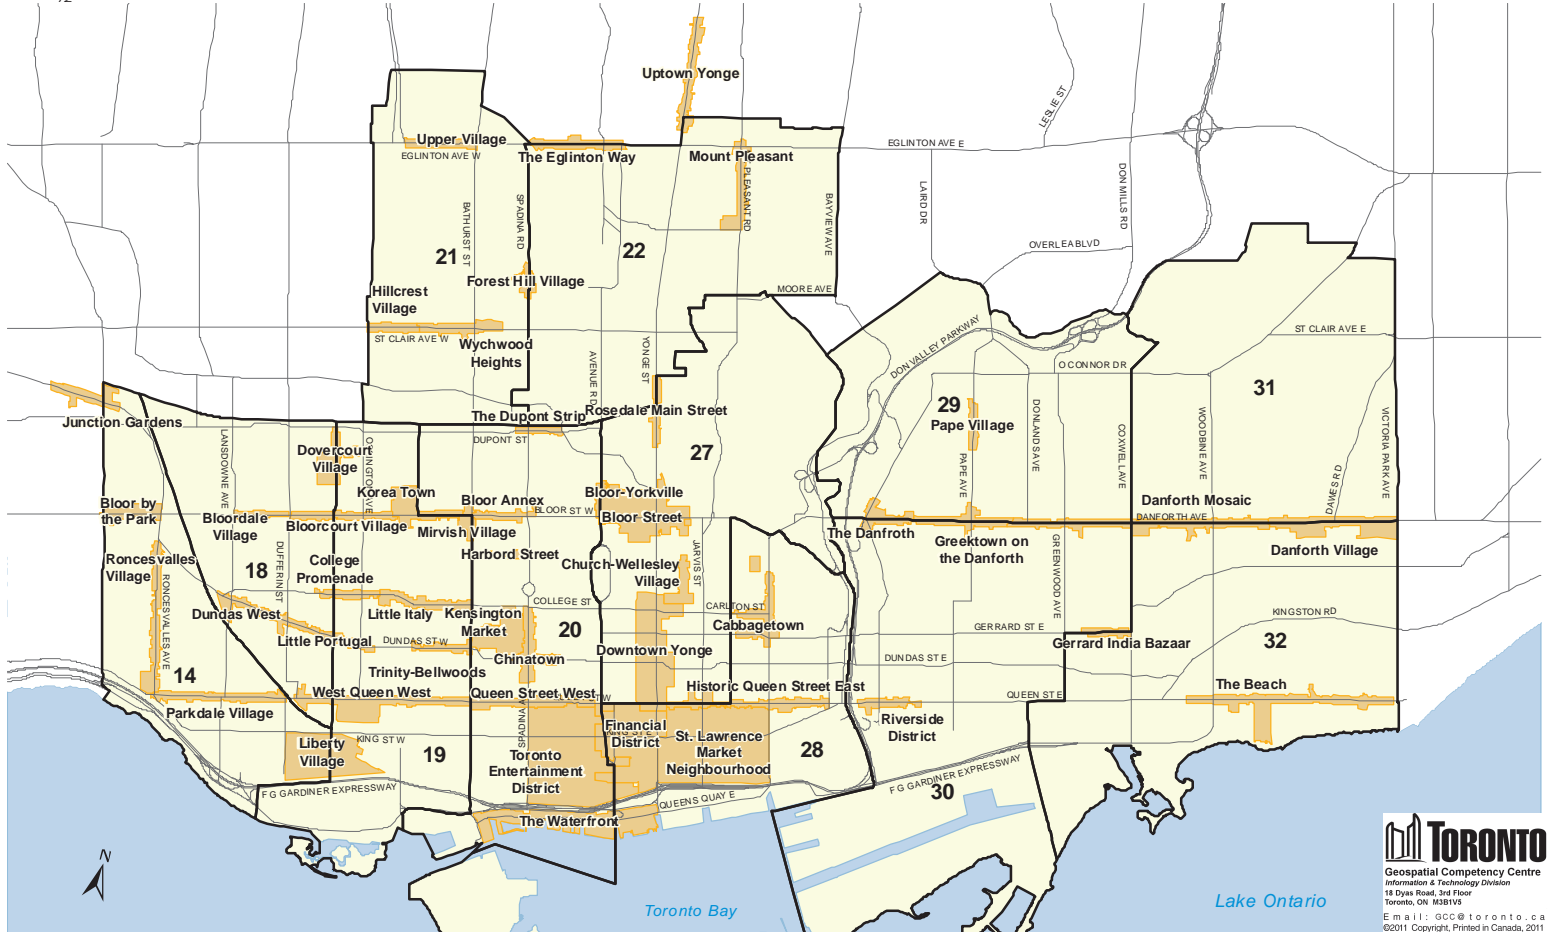 Uptown Yonge
LESLIE ST
Upper Village
EGLINTON AVE W
The Eglinton Way
Mount Pleasant
EGLINTON AVE E
PLEASANT RD
BAYVIEW AVE
LAIRD DR
DON MILLS RD
BATHURST ST
SPADINA RD
21
22
OVERLEA BLVD
Forest Hill Village
Hillcrest
Village
MOORE AVE
ST CLAIR AVE W
Wychwood
Heights
YONGE ST
AVENUE RD
DON VALLEY PARKWAY
ST CLAIR AVE E
O CONNOR DR
31
29
Pape Village
Junction Gardens
The Dupont Strip
Rosedale Main Street
DUPONT ST
27
LANSDOWNE AVE
Dovercourt
Village
PAPE AVE
DONLANDS AVE
COXWELL AVE
WOODBINE AVE
VICTORIA PARK AVE
DAWES RD
Korea Town
Bloor Annex
BLOOR ST W
Bloor-Yorkville
Bloor Street
Bloor by
the Park
Bloordale
Village
Bloorcourt Village
Mirvish Village
Danforth Mosaic
DANFORTH AVE
The Danfroth
Greektown on
the Danforth
Danforth Village
Roncesvalles
Village
RONCESVALLES AVE
18
DUFFERIN ST
College
Promenade
Harbord Street
Church-Wellesley
Village
JARVIS ST
GREENWOOD AVE
COLLEGE ST
CARLTON ST
Cabbagetown
Dundas West
Little Italy
Kensington
Market
20
GERRARD ST E
KINGSTON RD
Little Portugal
DUNDAS ST W
Chinatown
Downtown Yonge
Gerrard India Bazaar
32
DUNDAS ST E
14
Trinity-Bellwoods
West Queen West
Queen Street West
Historic Queen Street East
QUEEN ST E
The Beach
Parkdale Village
Riverside
District
Financial
District
St. Lawrence
Market
Neighbourhood
28
Liberty
Village
KING ST W
19
Toronto
Entertainment
District
F G GARDINER EXPRESSWAY
QUEENS QUAY E
F G GARDINER EXPRESSWAY
30
The Waterfront
N
Toronto Bay
Lake Ontario
TORONTO
Geospatial Competency Centre
Information & Technology Division
18 Dyas Road, 3rd Floor
Toronto, ON M3B1V5
Email: GCC@toronto.ca
©2011 Copyright, Printed in Canada, 2011